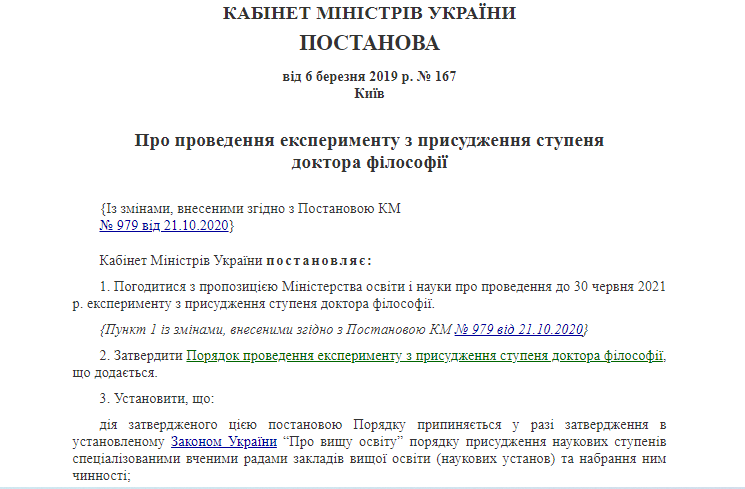 КАБІНЕТ МІНІСТРІВ УКРАЇНИ
ПОСТАНОВА
від 6 березня 2019 р. № 167
Київ
Про проведення експерименту з присудження ступеня
доктора філософії
{Із змінами, внесеними згідно з Постановою КМ
№ 979 від 21.10.2020}
Кабінет Міністрів України постановляє:
1. Погодитися з пропозицією Міністерства освіти і науки про проведення до 30 червня 2021
р. експерименту з присудження ступеня доктора філософії.
{Пункт 1 із змінами, внесеними згідно з Постановою КМ № 979 від 21.10.2020}
2. Затвердити Порядок проведення експерименту з присудження ступеня доктора філософії,
що додається.
3. Установити, що:
дія затвердженого цією постановою Порядку припиняється у разі затвердження в
установленому Законом України “Про вищу освіту” порядку присудження наукових ступенів
спеціалізованими вченими радами закладів вищої освіти (наукових установ) та набрання ним
чинності;